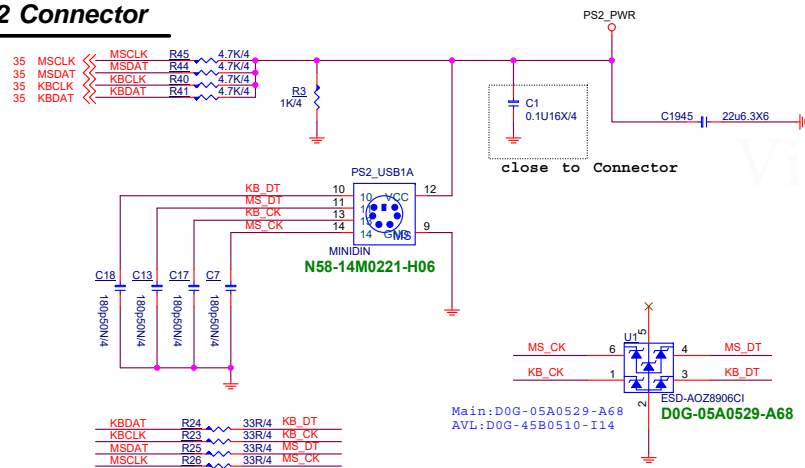 2 Connector
PS2_PWR
35 MSCLK MSCLK R45 4.7K/4
35 MSDAT MSDAT R44 4.7K/4
35 KBCLK KBCLK R40 4.7K/4
35 KBDAT KBDAT R41 4.7K/4
R3
1K/4
C1
0.1U16X/4
close to Connector
C1945 22u6.3X6
PS2_USB1A
KB_DT 10 10 VCC 12
MS_DT 11
KB_CK 13
MS_CK 14 14 GND MS 9
MINIDIN
N58-14M0221-H06
C18 C13 C17 C7
180p50N/4 180p50N/4 180p50N/4 180p50N/4
5
U1
MS_CK 6 4 MS_DT
KB_CK 1 3 KB_DT
2
ESD-AOZ8906CI
D0G-05A0529-A68
Main:D0G-05A0529-A68
AVL:D0G-45B0510-I14
KBDAT R24 33R/4 KB_DT
KBCLK R23 33R/4 KB_CK
MSDAT R25 33R/4 MS_DT
MSCLK R26 33R/4 MS_CK